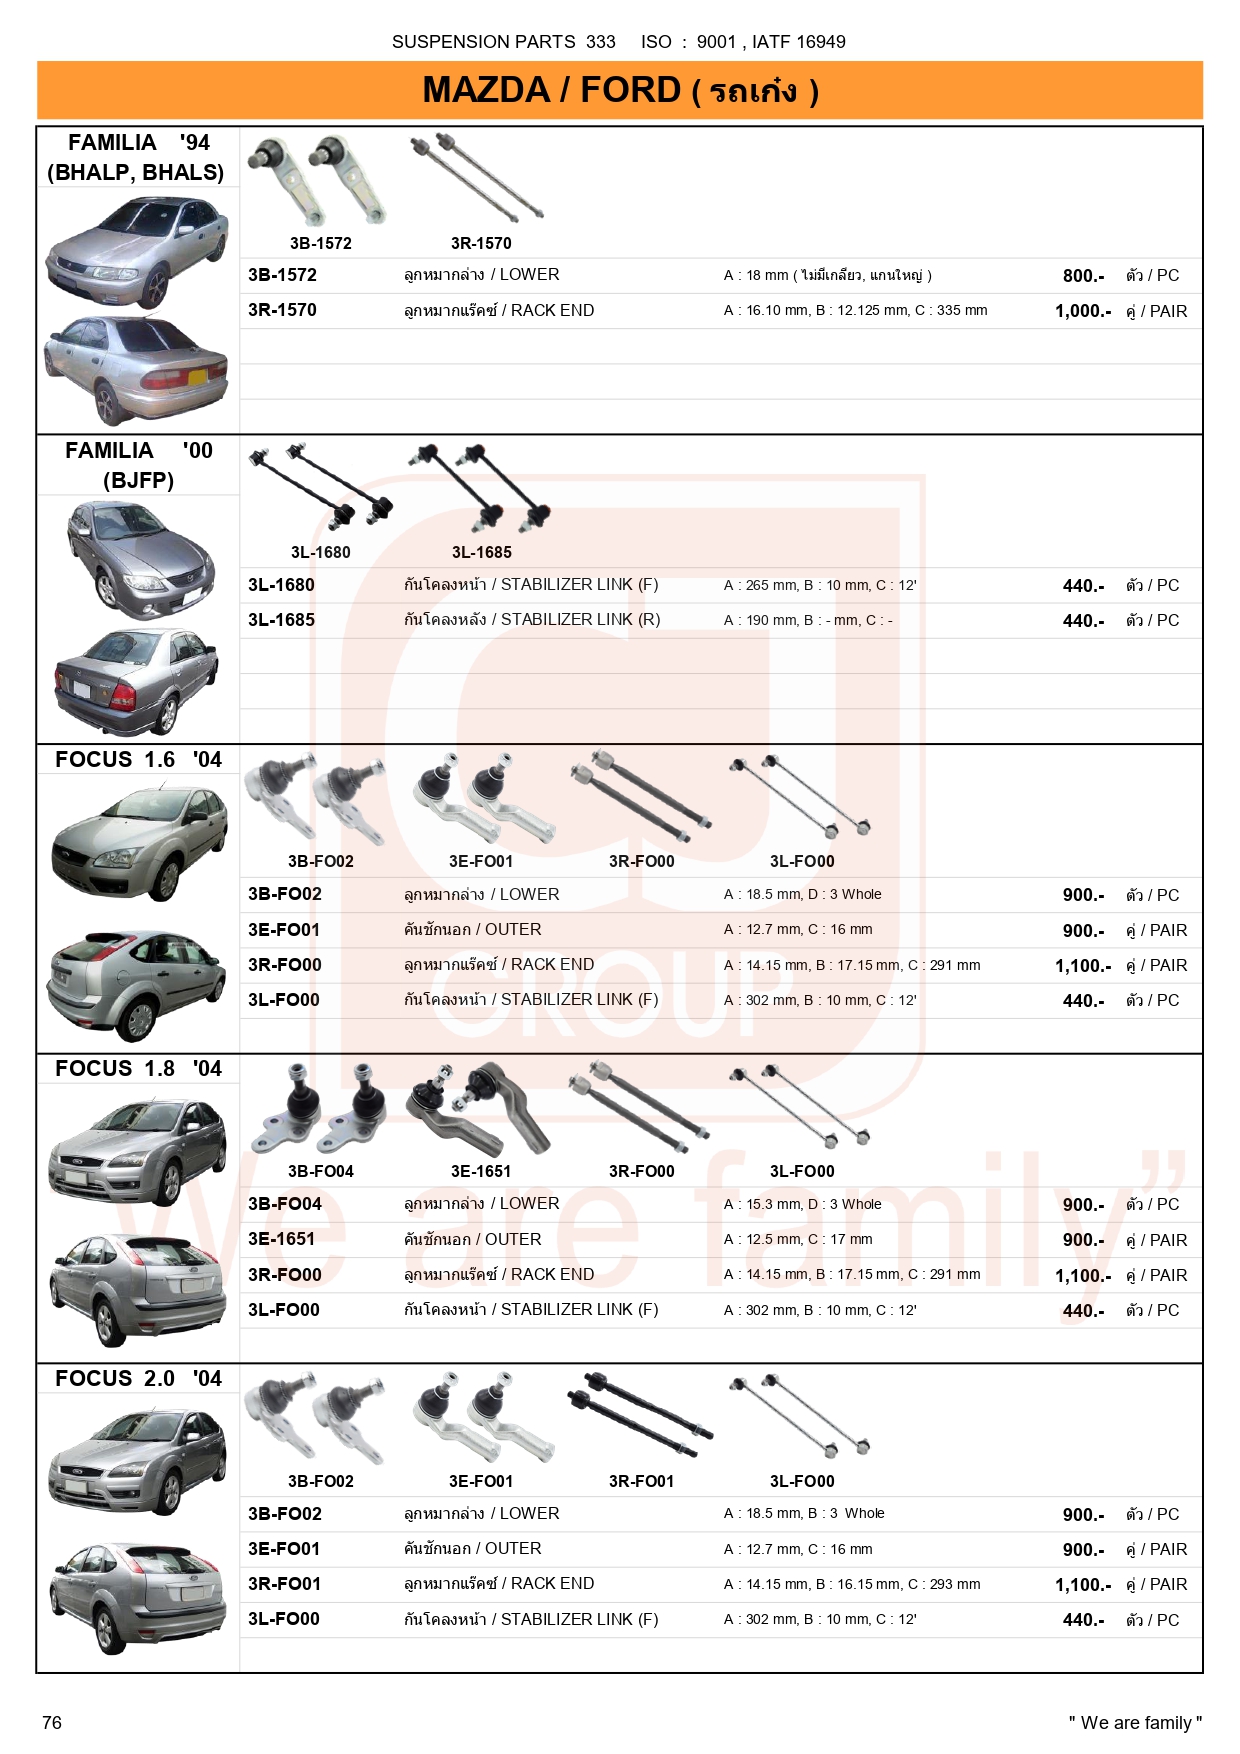 SUSPENSION PARTS 333 ISO : 9001 , IATF 16949
MAZDA / FORD ( รถเก๋ง )
FAMILIA '94
(BHALP, BHALS)
3B-1572 3R-1570
3B-1572 ลูกหมากล่าง / LOWER A : 18 mm ( ไม่มีเกลียว, แกนใหญ่ ) 800.- ตัว / PC
3R-1570 ลูกหมากแร๊คซ์ / RACK END A : 16.10 mm, B : 12.125 mm, C : 335 mm 1,000.- คู่ / PAIR
FAMILIA '00
(BJFP)
3L-1680 3L-1685
3L-1680 กันโคลงหน้า / STABILIZER LINK (F) A : 265 mm, B : 10 mm, C : 12' 440.- ตัว / PC
3L-1685 กันโคลงหลัง / STABILIZER LINK (R) A : 190 mm, B : - mm, C : - 440.- ตัว / PC
FOCUS 1.6 '04
3B-FO02 3E-FO01 3R-FO00 3L-FO00
3B-FO02 ลูกหมากล่าง / LOWER A : 18.5 mm, D : 3 Whole 900.- ตัว / PC
3E-FO01 คันชักนอก / OUTER A : 12.7 mm, C : 16 mm 900.- คู่ / PAIR
3R-FO00 ลูกหมากแร๊คซ์ / RACK END A : 14.15 mm, B : 17.15 mm, C : 291 mm 1,100.- คู่ / PAIR
3L-FO00 กันโคลงหน้า / STABILIZER LINK (F) A : 302 mm, B : 10 mm, C : 12' 440.- ตัว / PC
CJ
GROUP
FOCUS 1.8 '04
3B-FO04 3E-1651 3R-FO00 3L-FO00
"We are family"
3B-FO04 ลูกหมากล่าง / LOWER A : 15.3 mm, D : 3 Whole 900.- ตัว / PC
3E-1651 คันชักนอก / OUTER A : 12.5 mm, C : 17 mm 900.- คู่ / PAIR
3R-FO00 ลูกหมากแร๊คซ์ / RACK END A : 14.15 mm, B : 17.15 mm, C : 291 mm 1,100.- คู่ / PAIR
3L-FO00 กันโคลงหน้า / STABILIZER LINK (F) A : 302 mm, B : 10 mm, C : 12' 440.- ตัว / PC
FOCUS 2.0 '04
3B-FO02 3E-FO01 3R-FO01 3L-FO00
3B-FO02 ลูกหมากล่าง / LOWER A : 18.5 mm, B : 3 Whole 900.- ตัว / PC
3E-FO01 คันชักนอก / OUTER A : 12.7 mm, C : 16 mm 900.- คู่ / PAIR
3R-FO01 ลูกหมากแร๊คซ์ / RACK END A : 14.15 mm, B : 16.15 mm, C : 293 mm 1,100.- คู่ / PAIR
3L-FO00 กันโคลงหน้า / STABILIZER LINK (F) A : 302 mm, B : 10 mm, C : 12' 440.- ตัว / PC
76 " We are family "